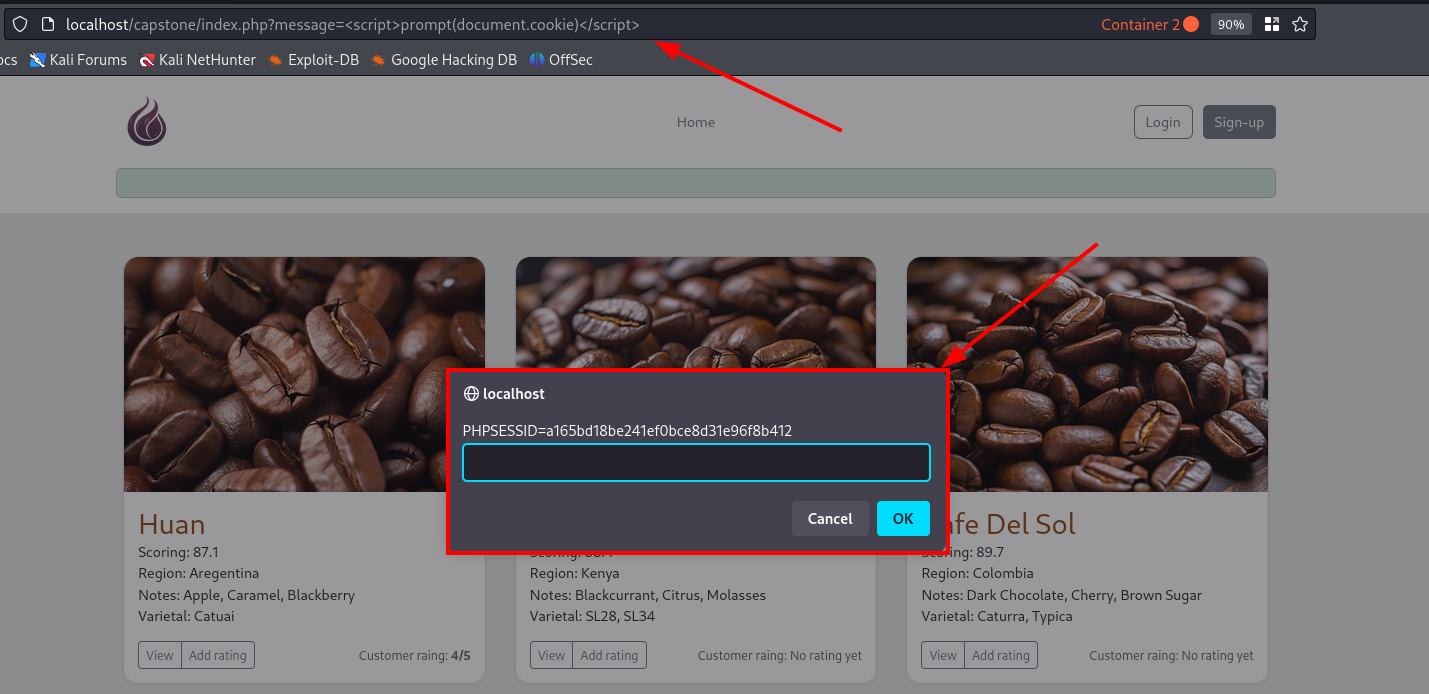 localhost/capstone/index.php?message=<script>prompt(document.cookie)</script>
Container 2
90%
ocs
Kali Forums
Kali NetHunter
Exploit-DB
Google Hacking DB
OffSec
Home
Login
Sign-up
localhost
PHPSESSID=a165bd18be241ef0bce8d31e96f8b412
Cancel
OK
Huan
Scoring: 87.1
Region: Aregentina
Notes: Apple, Caramel, Blackberry
Varietal: Catuai
View
Add rating
Customer raing: 4/5
Region: Kenya
Notes: Blackcurrant, Citrus, Molasses
Varietal: SL28, SL34
View
Add rating
Customer raing: No rating yet
afe Del Sol
Scoring: 89.7
Region: Colombia
Notes: Dark Chocolate, Cherry, Brown Sugar
Varietal: Caturra, Typica
View
Add rating
Customer raing: No rating yet